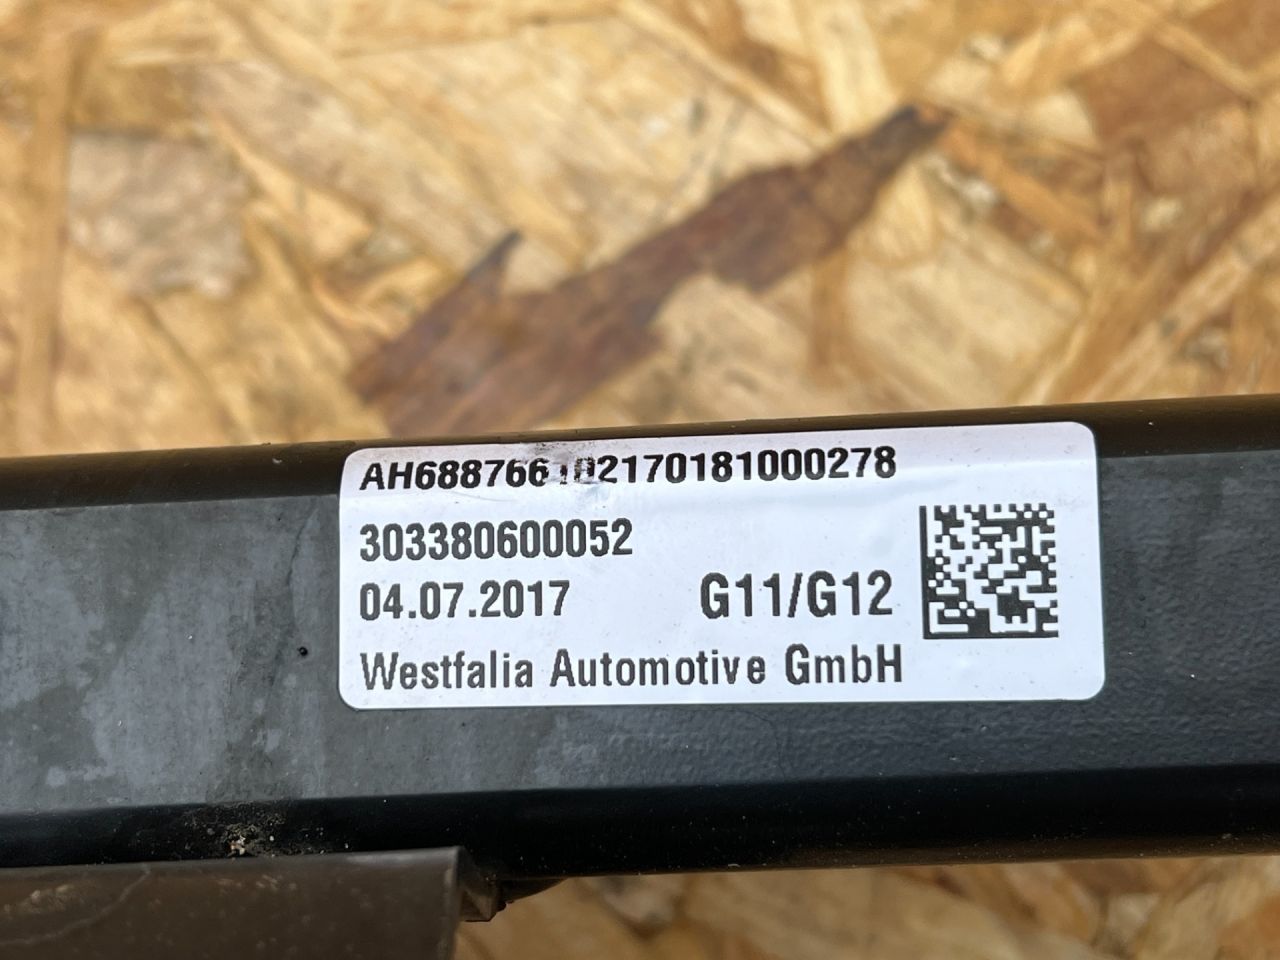 AH688766102170181000278
303380600052
04.07.2017 G11/G12
Westfalia Automotive GmbH